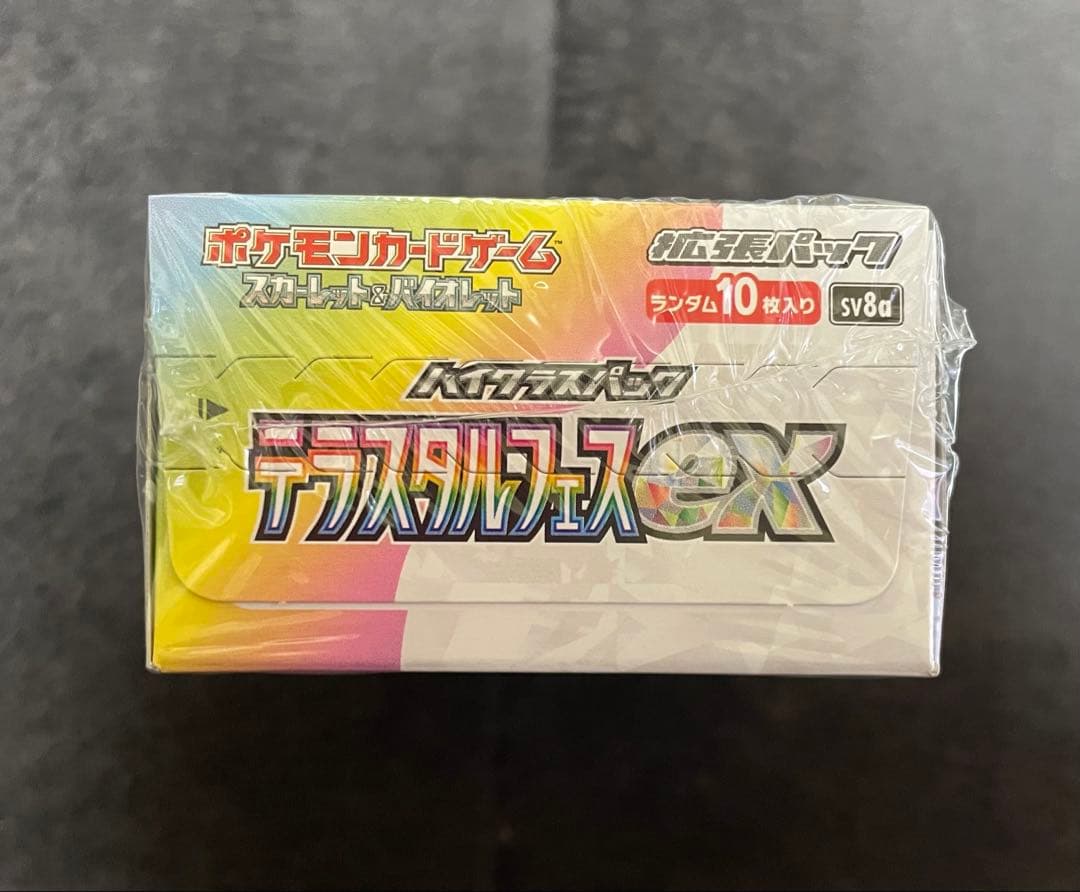 ポケモンカードゲーム™
スカーレット&バイオレット
拡張パック
ランダム10枚入り
sv8a
ハイクラスパック
テラスタルフェスex